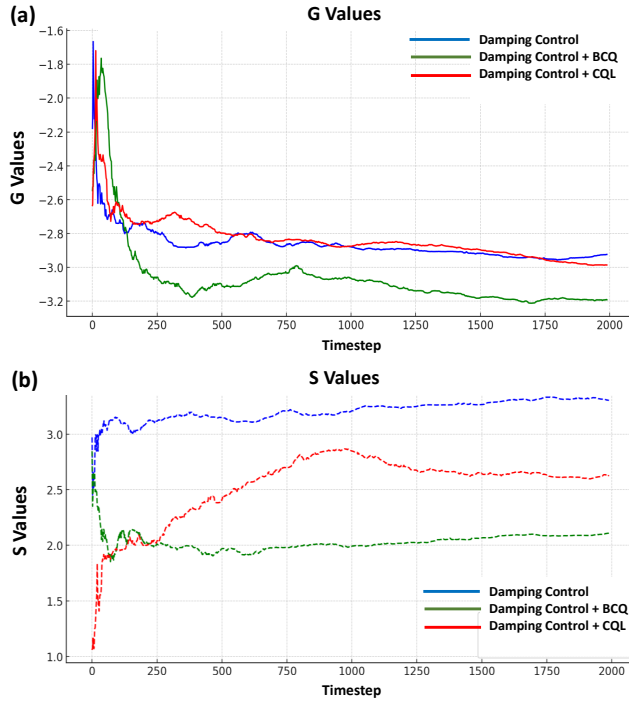 (a)
G Values
−1.6
−1.8
−2.0
−2.2
−2.4
−2.6
−2.8
−3.0
−3.2
G Values
Damping Control
Damping Control + BCQ
Damping Control + CQL
0 250 500 750 1000 1250 1500 1750 2000
Timestep
(b)
S Values
3.0
2.5
2.0
1.5
1.0
S Values
Damping Control
Damping Control + BCQ
Damping Control + CQL
0 250 500 750 1000 1250 1500 1750 2000
Timestep